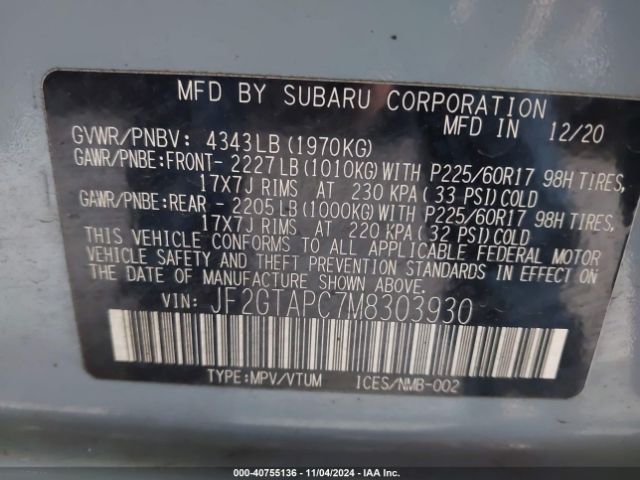 MFD BY SUBARU CORPORATION
MFD IN 12/20
GVWR/PNBV: 4343LB (1970KG)
GAWR/PNBE:FRONT- 2227LB (1010KG) WITH P225/60R17 98H TIRES,
17X7J RIMS AT 230 KPA ( 33 PSI) COLD
GAWR/PNBE:REAR - 2205LB (1000KG) WITH P225/60R17 98H TIRES,
17X7J RIMS AT 220 KPA ( 32 PSI) COLD
THIS VEHICLE CONFORMS TO ALL APPLICABLE FEDERAL MOTOR
VEHICLE SAFETY AND THEFT PREVENTION STANDARDS IN EFFECT ON
THE DATE OF MANUFACTURE SHOWN ABOVE.
VIN: JF2GTAPC7M8303930
TYPE:MPV/VTUM ICES/NMB-002
000-40755136 - 11/04/2024 - IAA Inc.